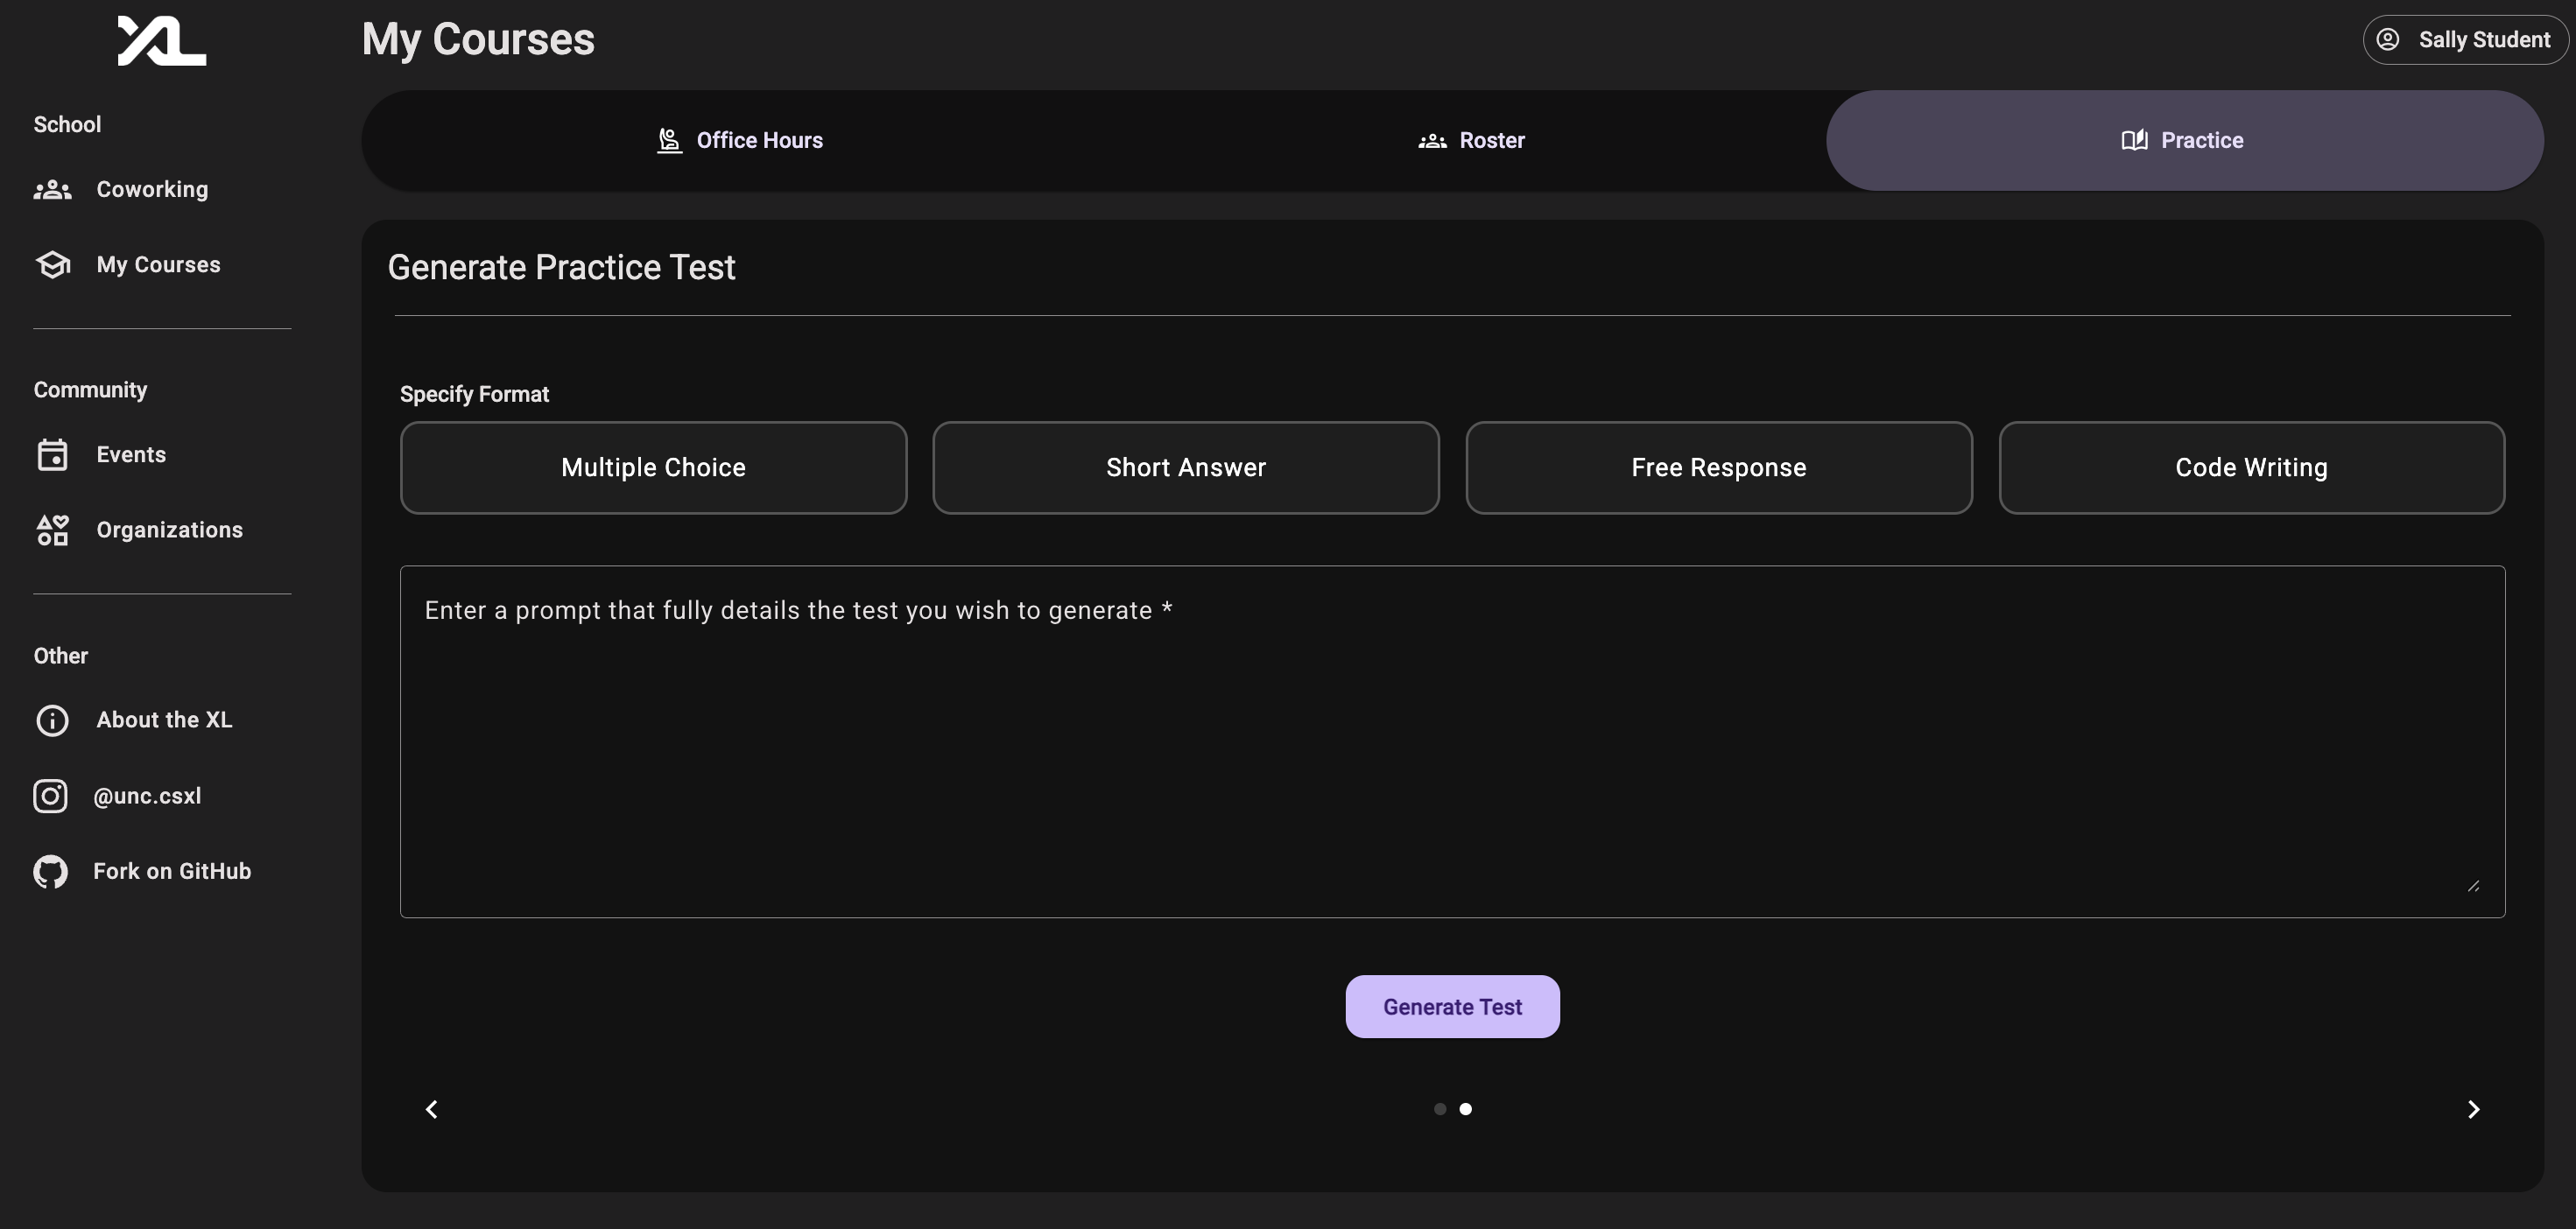 XL
My Courses
Sally Student
School
Coworking
My Courses
Community
Events
Organizations
Other
About the XL
@unc.csxl
Fork on GitHub
Office Hours
Roster
Practice
Generate Practice Test
Specify Format
Multiple Choice
Short Answer
Free Response
Code Writing
Enter a prompt that fully details the test you wish to generate *
Generate Test